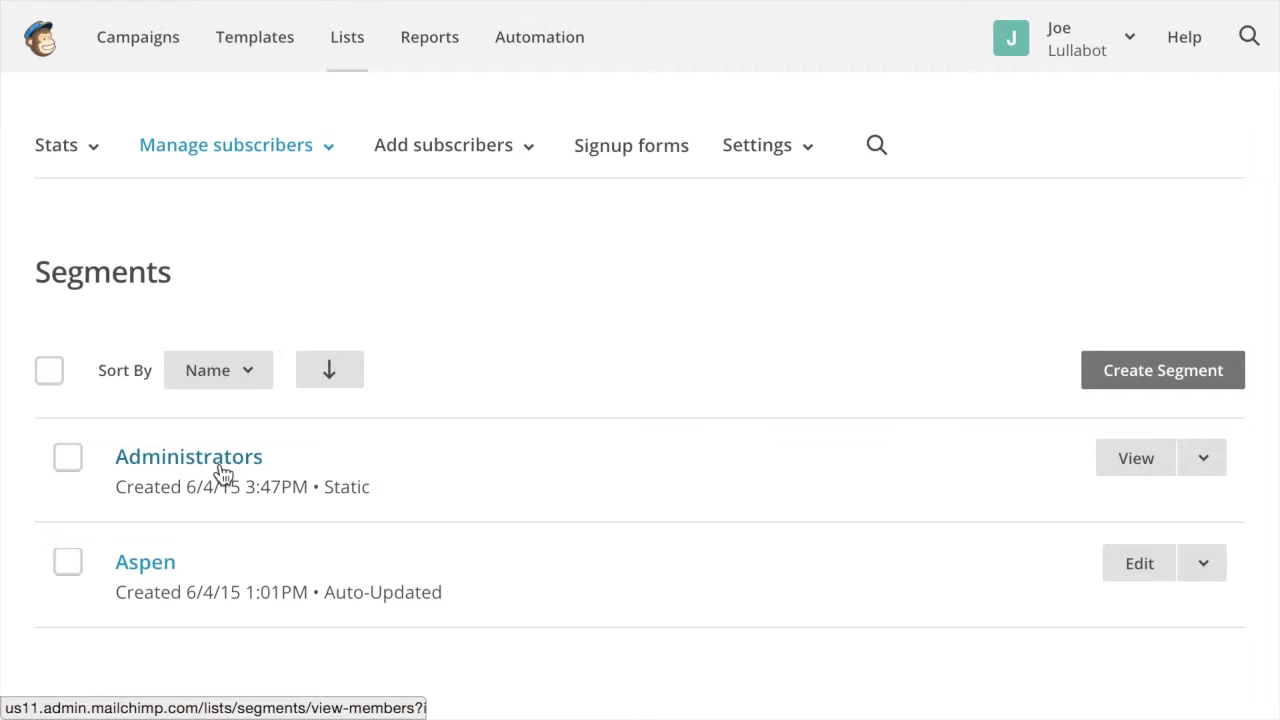 Campaigns Templates Lists Reports Automation
J Joe
Lullabot
Help
Stats Manage subscribers Add subscribers Signup forms Settings
Segments
Sort By Name Create Segment
Administrators View
Created 6/4/15 3:47PM • Static
Aspen Edit
Created 6/4/15 1:01PM • Auto-Updated
us11.admin.mailchimp.com/lists/segments/view-members?i